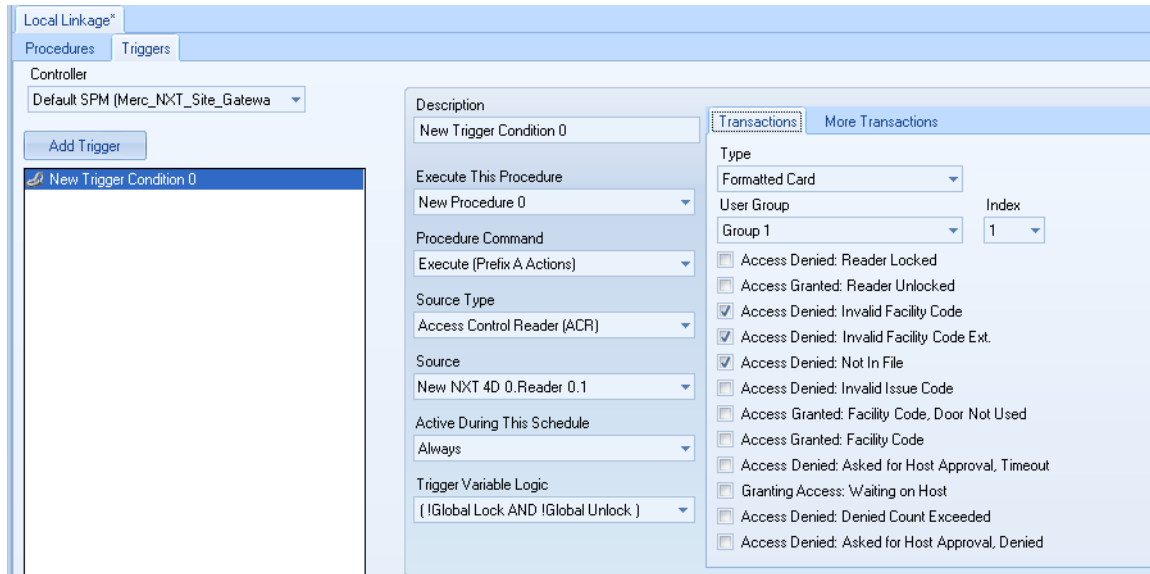 Local Linkage*
Procedures Triggers
Controller
Default SPM (Merc_NXT_Site_Gatewa
Add Trigger
New Trigger Condition 0
Description
New Trigger Condition 0
Execute This Procedure
New Procedure 0
Procedure Command
Execute (Prefix A Actions)
Source Type
Access Control Reader (ACR)
Source
New NXT 4D 0.Reader 0.1
Active During This Schedule
Always
Trigger Variable Logic
( !Global Lock AND !Global Unlock )
Transactions More Transactions
Type
Formatted Card
User Group Index
Group 1 1
Access Denied: Reader Locked
Access Granted: Reader Unlocked
Access Denied: Invalid Facility Code
Access Denied: Invalid Facility Code Ext.
Access Denied: Not In File
Access Denied: Invalid Issue Code
Access Granted: Facility Code, Door Not Used
Access Granted: Facility Code
Access Denied: Asked for Host Approval, Timeout
Granting Access: Waiting on Host
Access Denied: Denied Count Exceeded
Access Denied: Asked for Host Approval, Denied